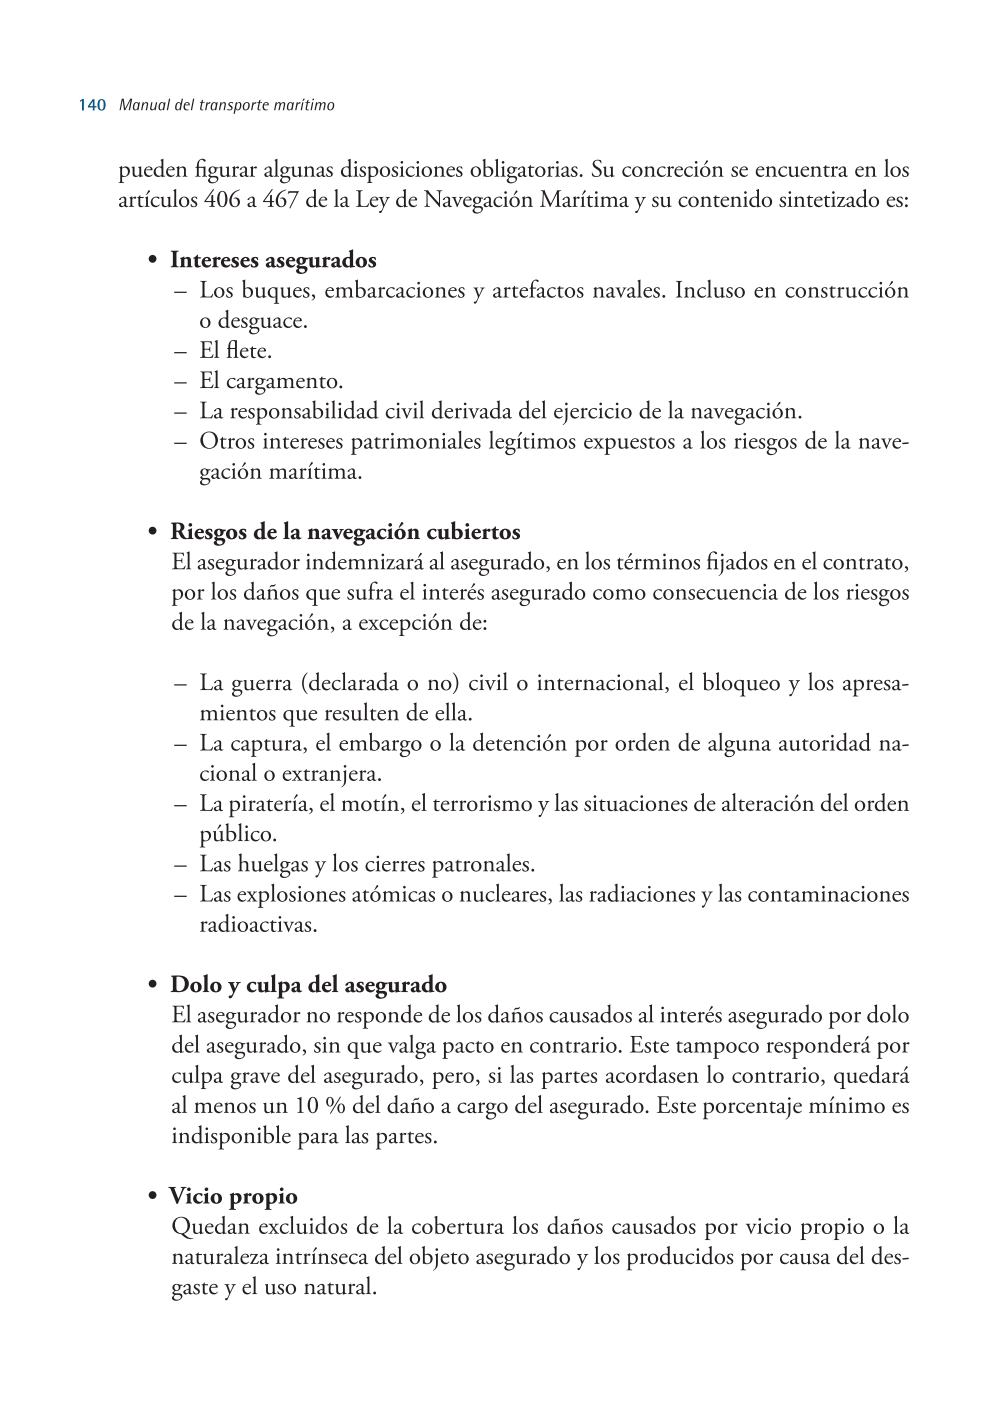 140 Manual del transporte marítimo
pueden figurar algunas disposiciones obligatorias. Su concreción se encuentra en los
artículos 406 a 467 de la Ley de Navegación Marítima y su contenido sintetizado es:
• Intereses asegurados
– Los buques, embarcaciones y artefactos navales. Incluso en construcción
o desguace.
– El flete.
– El cargamento.
– La responsabilidad civil derivada del ejercicio de la navegación.
– Otros intereses patrimoniales legítimos expuestos a los riesgos de la nave-
gación marítima.
• Riesgos de la navegación cubiertos
El asegurador indemnizará al asegurado, en los términos fijados en el contrato,
por los daños que sufra el interés asegurado como consecuencia de los riesgos
de la navegación, a excepción de:
– La guerra (declarada o no) civil o internacional, el bloqueo y los apresa-
mientos que resulten de ella.
– La captura, el embargo o la detención por orden de alguna autoridad na-
cional o extranjera.
– La piratería, el motín, el terrorismo y las situaciones de alteración del orden
público.
– Las huelgas y los cierres patronales.
– Las explosiones atómicas o nucleares, las radiaciones y las contaminaciones
radioactivas.
• Dolo y culpa del asegurado
El asegurador no responde de los daños causados al interés asegurado por dolo
del asegurado, sin que valga pacto en contrario. Este tampoco responderá por
culpa grave del asegurado, pero, si las partes acordasen lo contrario, quedará
al menos un 10 % del daño a cargo del asegurado. Este porcentaje mínimo es
indisponible para las partes.
• Vicio propio
Quedan excluidos de la cobertura los daños causados por vicio propio o la
naturaleza intrínseca del objeto asegurado y los producidos por causa del des-
gaste y el uso natural.